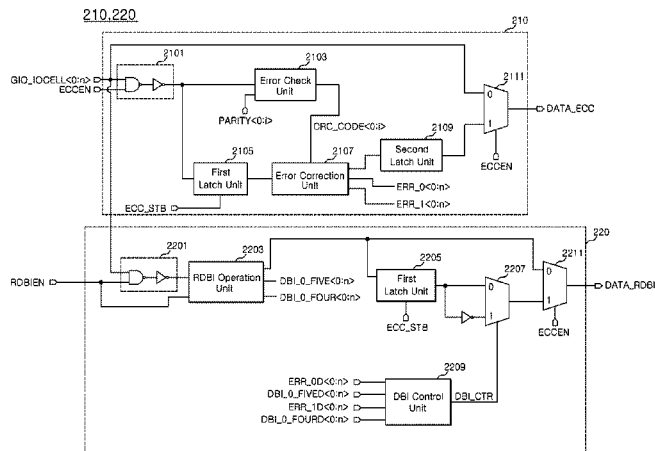 210,220
210
2101
2103
GIO_IOCELL<0:n>
ECCEN
Error Check
Unit
PARITY<0:i>
CRC_CODE<0:i>
2111
0
1
DATA_ECC
ECCEN
2105
First
Latch Unit
ECC_STB
2107
Error Correction
Unit
2109
Second
Latch Unit
ERR_0<0:n>
ERR_1<0:n>
220
2201
RDBIEN
2203
RDBI Operation
Unit
DBI_0_FIVE<0:n>
DBI_0_FOUR<0:n>
2205
First
Latch Unit
ECC_STB
2207
0
1
2211
0
1
DATA_RDBI
ECCEN
2209
ERR_0D<0:n>
DBI_0_FIVED<0:n>
ERR_1D<0:n>
DBI_0_FOURD<0:n>
DBI Control
Unit
DBI_CTR